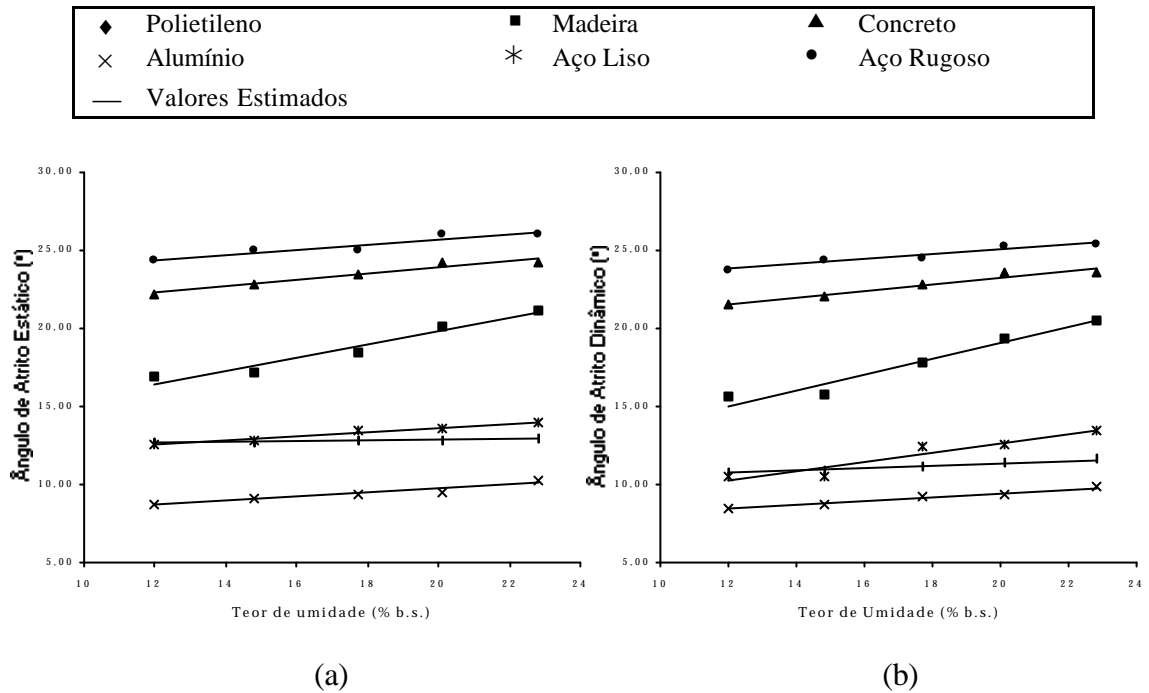 Polietileno Madeira Concreto
Alumínio Aço Liso Aço Rugoso
Valores Estimados
Ângulo de Atrito Estático (°)
30,00
25,00
20,00
15,00
10,00
5,00
10 12 14 16 18 20 22 24
Teor de umidade (% b.s.)
(a)
Ângulo de Atrito Dinâmico (°)
30,00
25,00
20,00
15,00
10,00
5,00
10 12 14 16 18 20 22 24
Teor de Umidade (% b.s.)
(b)